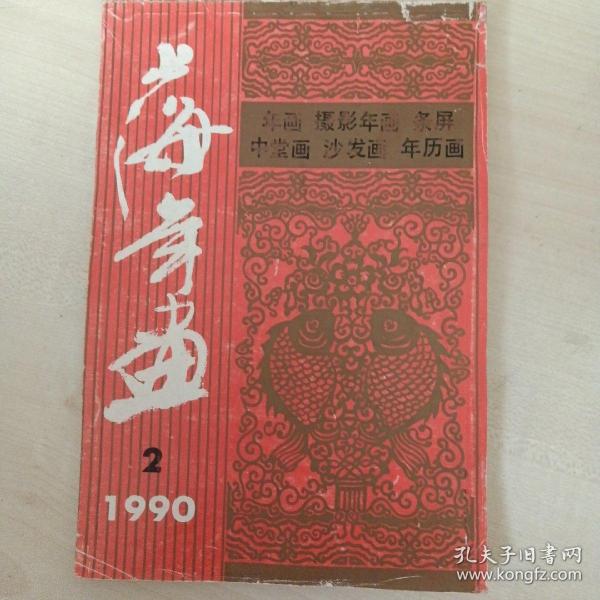 上海年画
年画 摄影年画 条屏
中堂画 沙发画 年历画
2
1990
孔夫子旧书网
www.kongfz.com